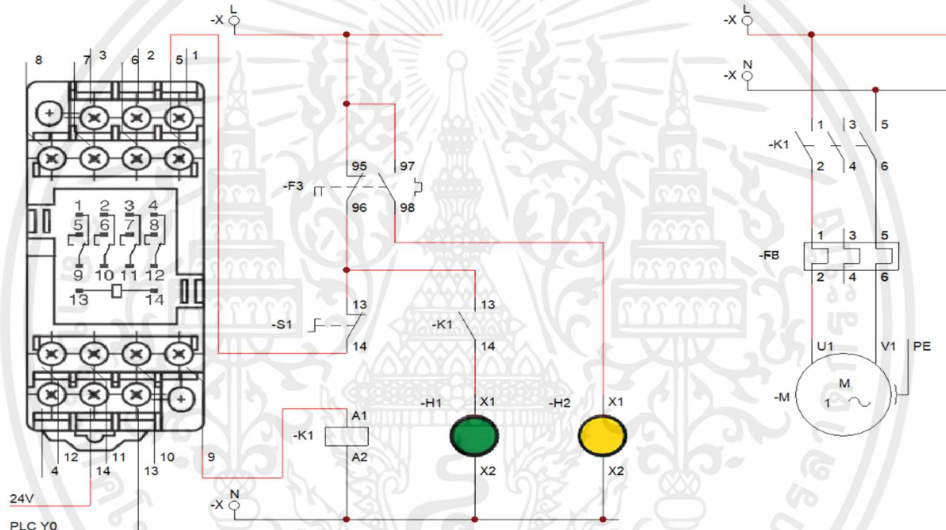 L
-X
L
-X
8 7 3 6 2 5 1
N
-X
1 3 5
-K1
2 4 6
95 97
-F3
96 98
1 2 3 4
5 6 7 8
9 10 11 12
13 14
1 3 5
-FB
2 4 6
13 13
-S1 -K1
14 14
U1 V1 PE
-M M
1
-H1 X1 -H2 X1
A1
-K1
A2
X2 X2
4 12 14 11 13 10 9
24V
N
-X
PLC Y0